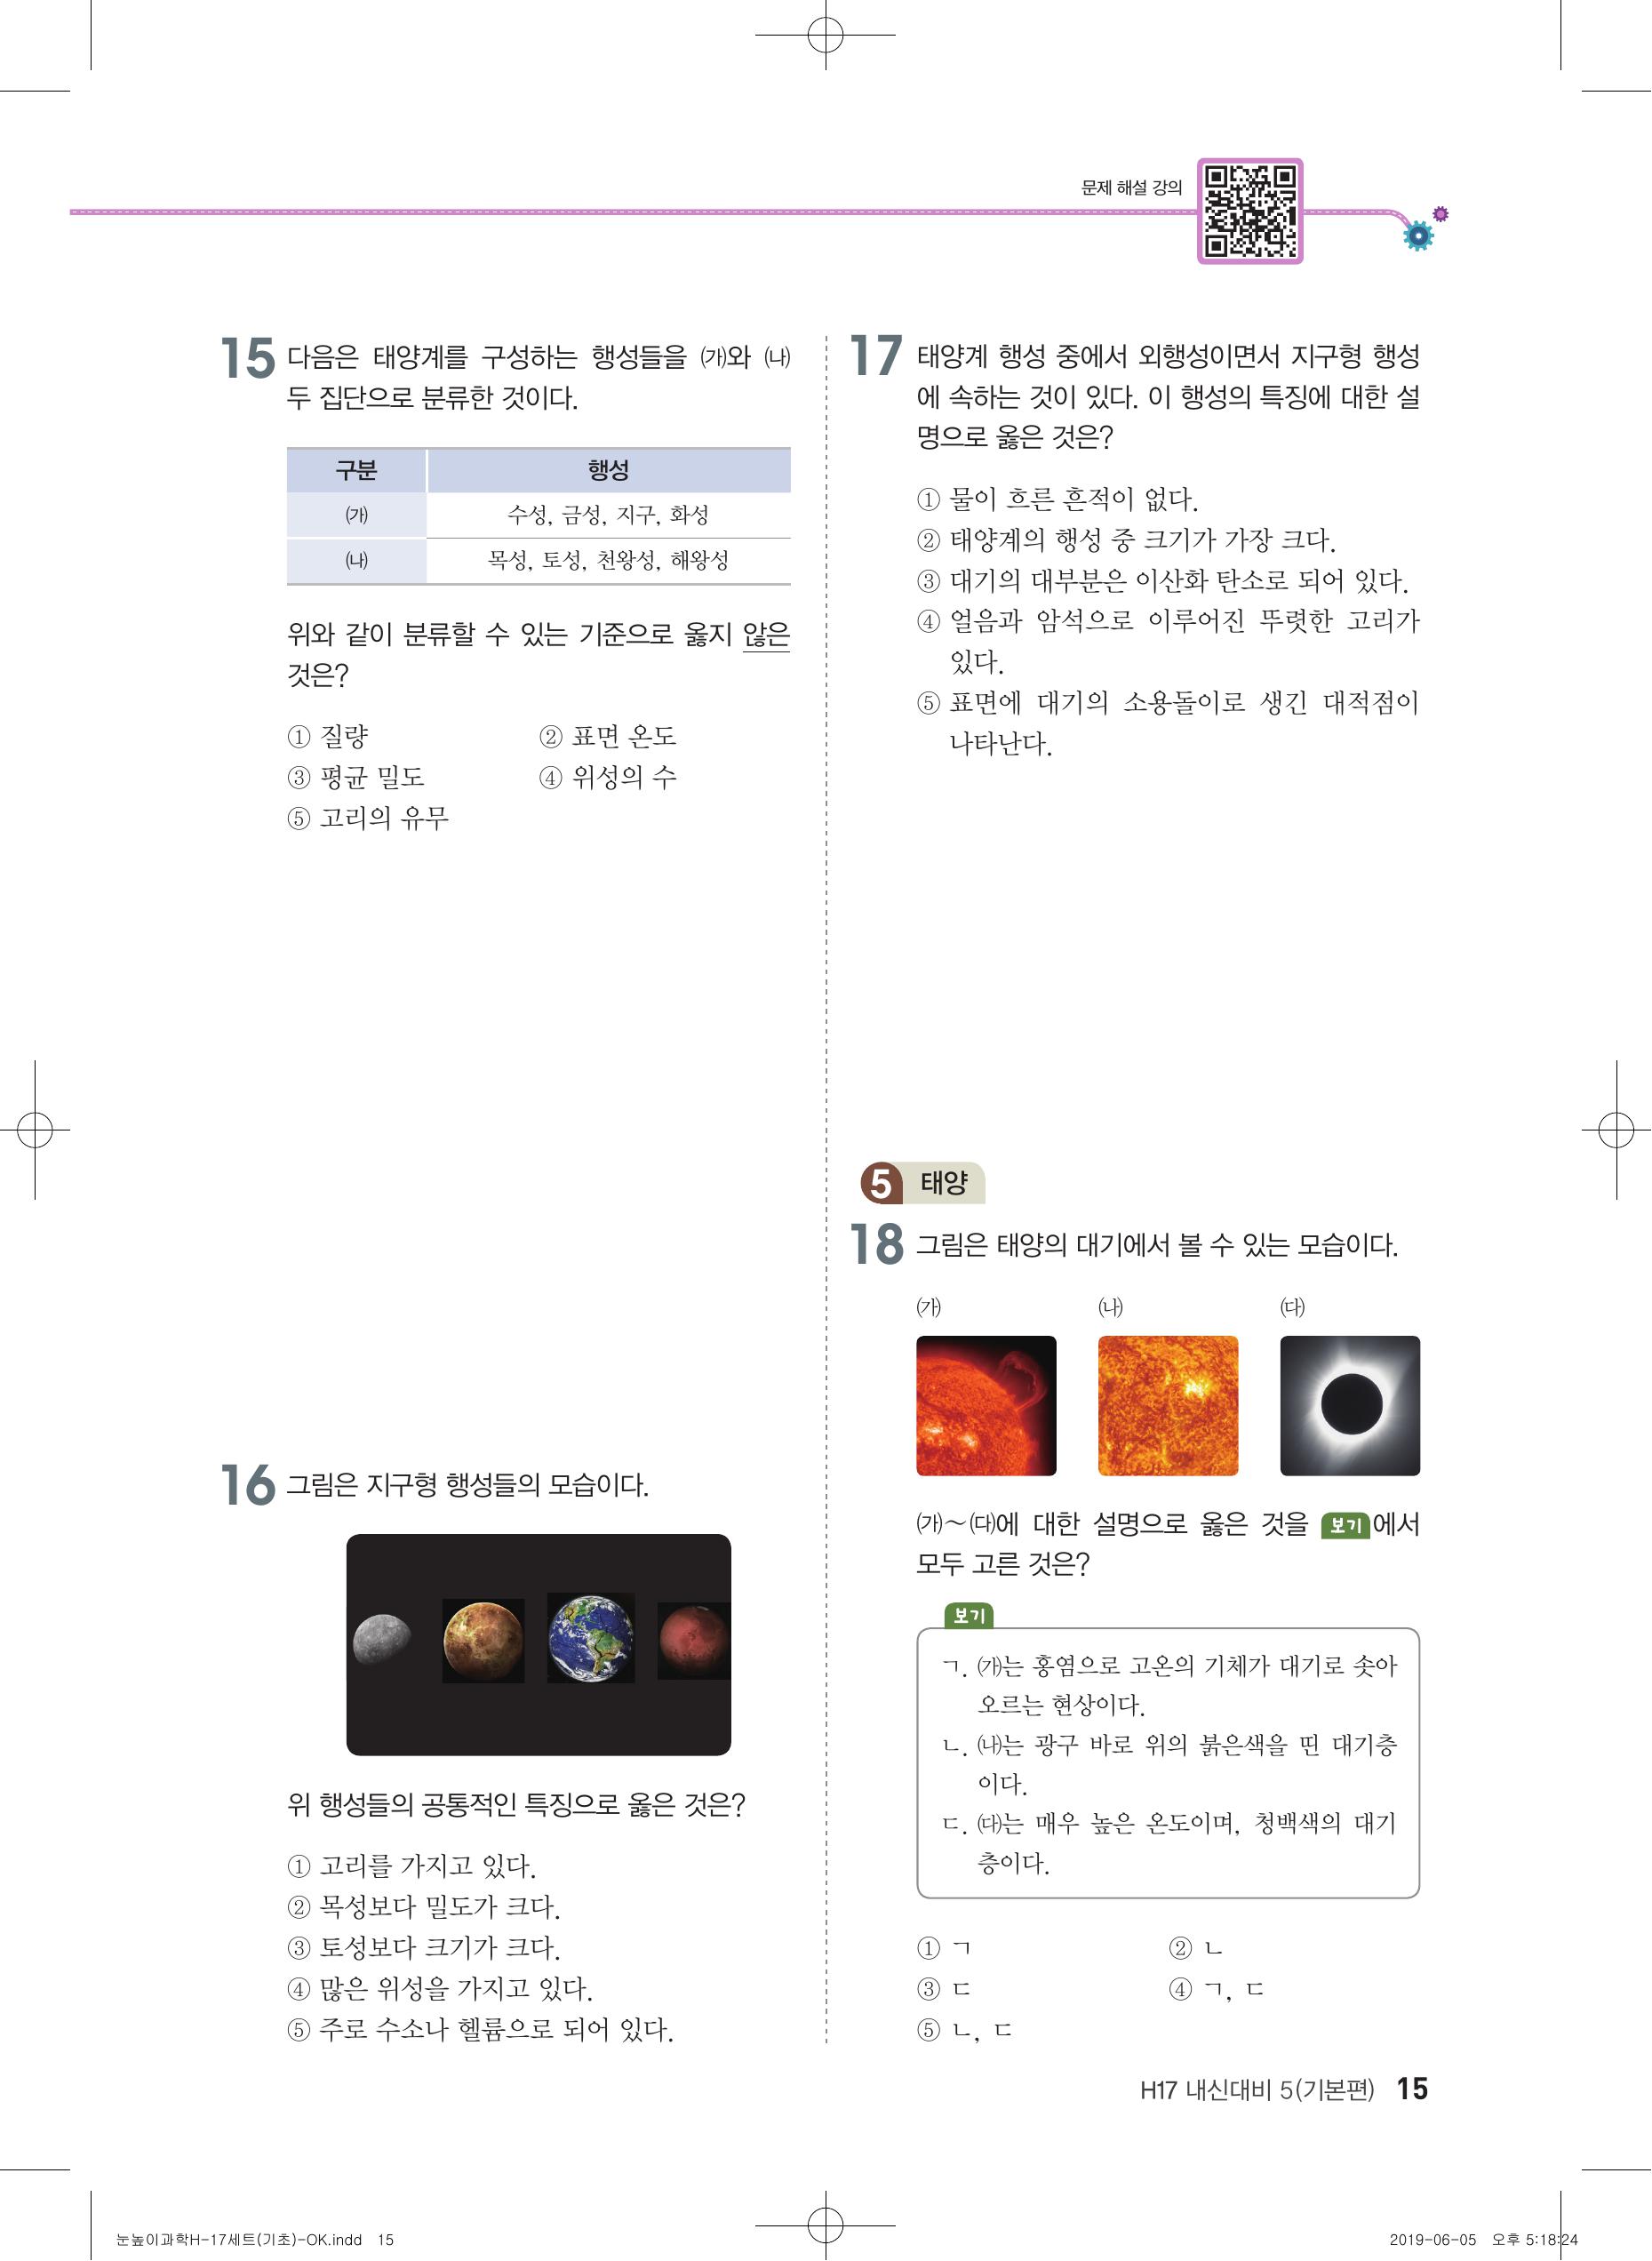 문제 해설 강의
15 다음은 태양계를 구성하는 행성들을 ㈎와 ㈏
두 집단으로 분류한 것이다.
구분 행성
㈎ 수성, 금성, 지구, 화성
㈏ 목성, 토성, 천왕성, 해왕성
위와 같이 분류할 수 있는 기준으로 옳지 않은
것은?
① 질량 ② 표면 온도
③ 평균 밀도 ④ 위성의 수
⑤ 고리의 유무
16 그림은 지구형 행성들의 모습이다.
위 행성들의 공통적인 특징으로 옳은 것은?
① 고리를 가지고 있다.
② 목성보다 밀도가 크다.
③ 토성보다 크기가 크다.
④ 많은 위성을 가지고 있다.
⑤ 주로 수소나 헬륨으로 되어 있다.
17 태양계 행성 중에서 외행성이면서 지구형 행성
에 속하는 것이 있다. 이 행성의 특징에 대한 설
명으로 옳은 것은?
① 물이 흐른 흔적이 없다.
② 태양계의 행성 중 크기가 가장 크다.
③ 대기의 대부분은 이산화 탄소로 되어 있다.
④ 얼음과 암석으로 이루어진 뚜렷한 고리가
있다.
⑤ 표면에 대기의 소용돌이로 생긴 대적점이
나타난다.
5 태양
18 그림은 태양의 대기에서 볼 수 있는 모습이다.
㈎ ㈏ ㈐
㈎~㈐에 대한 설명으로 옳은 것을 보기에서
모두 고른 것은?
보기
ㄱ. ㈎는 홍염으로 고온의 기체가 대기로 솟아
오르는 현상이다.
ㄴ. ㈏는 광구 바로 위의 붉은색을 띤 대기층
이다.
ㄷ. ㈐는 매우 높은 온도이며, 청백색의 대기
층이다.
① ㄱ ② ㄴ
③ ㄷ ④ ㄱ, ㄷ
⑤ ㄴ, ㄷ
H17 내신대비 5(기본편) 15
눈높이과학H-17세트(기초)-OK.indd 15 2019-06-05 오후 5:18:24